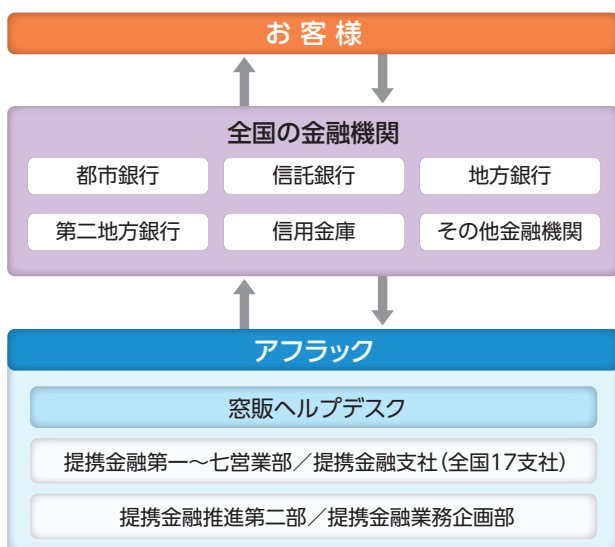 お客様
全国の金融機関
都市銀行 信託銀行 地方銀行
第二地方銀行 信用金庫 その他金融機関
アフラック
窓販ヘルプデスク
提携金融第一～七営業部／提携金融支社(全国17支社)
提携金融推進第二部／提携金融業務企画部